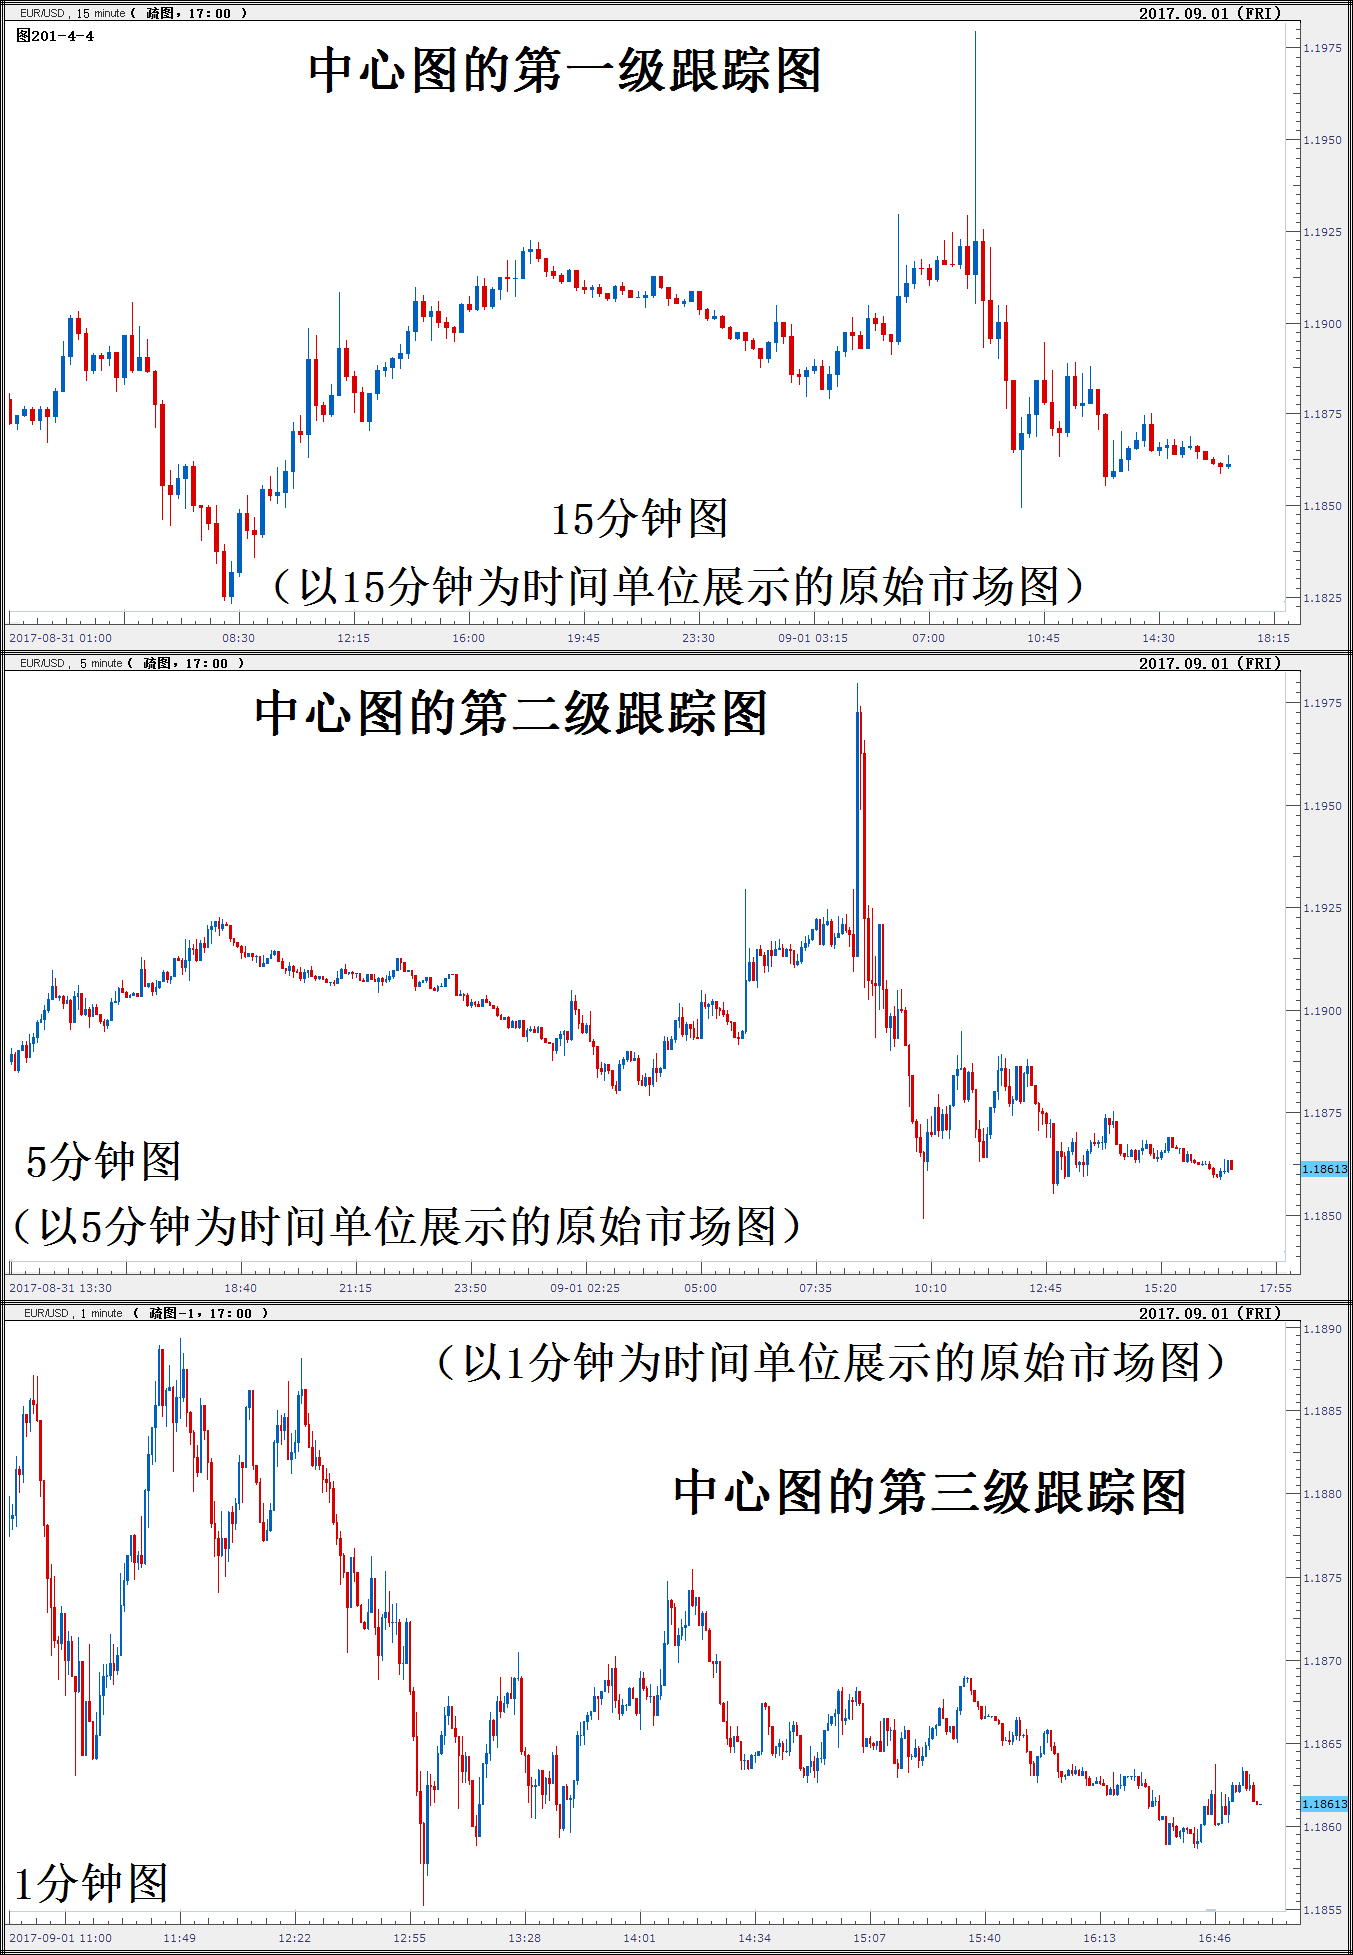 EUR/USD , 15 minute ( 疏图，17:00 )
2017.09.01 (FRI)
图201-4-4
中心图的第一级跟踪图
1.1975
1.1950
1.1925
1.1900
1.1875
1.1850
1.1825
15分钟图
（以15分钟为时间单位展示的原始市场图）
2017-08-31 01:00 08:30 12:15 16:00 19:45 23:30 09-01 03:15 07:00 10:45 14:30 18:15
EUR/USD , 5 minute ( 疏图，17:00 )
2017.09.01 (FRI)
中心图的第二级跟踪图
1.1975
1.1950
1.1925
1.1900
1.1875
1.18613
1.1850
5分钟图
（以5分钟为时间单位展示的原始市场图）
2017-08-31 13:30 18:40 21:15 23:50 09-01 02:25 05:00 07:35 10:10 12:45 15:20 17:55
EUR/USD , 1 minute ( 疏图-1，17:00 )
2017.09.01 (FRI)
（以1分钟为时间单位展示的原始市场图）
中心图的第三级跟踪图
1.1890
1.1885
1.1880
1.1875
1.1870
1.1865
1.18613
1.1860
1.1855
1分钟图
2017-09-01 11:00 11:49 12:22 12:55 13:28 14:01 14:34 15:07 15:40 16:13 16:46